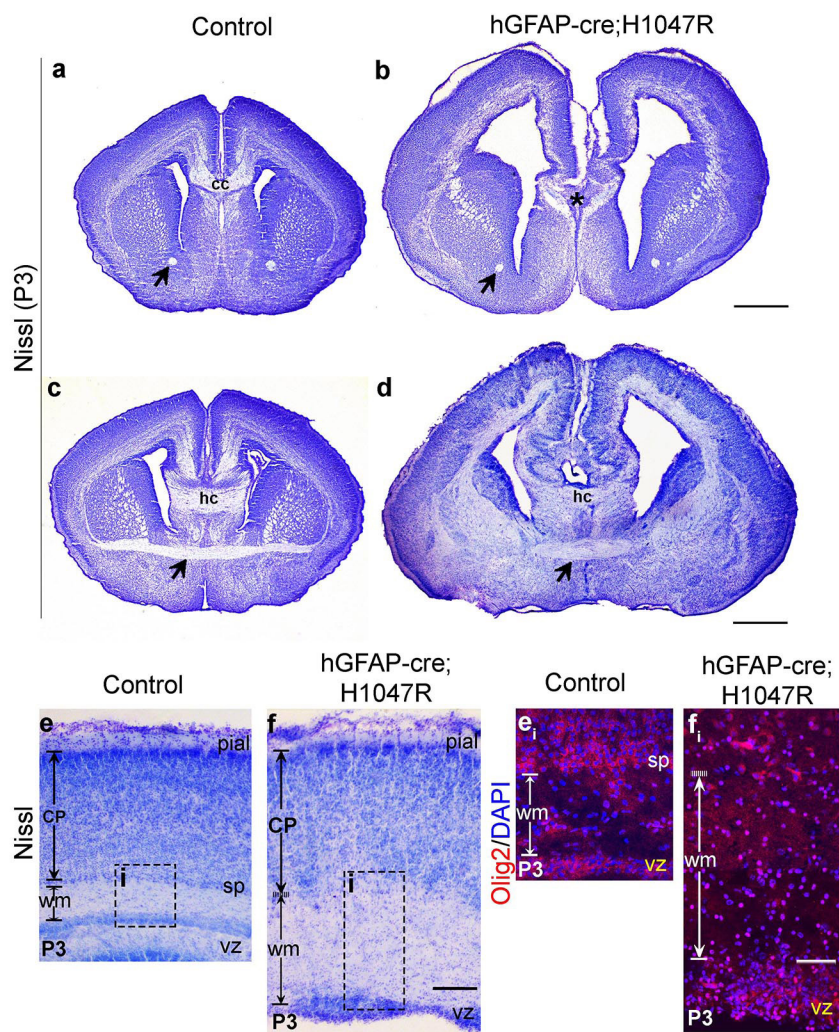 Control
hGFAP-cre;H1047R
Nissl (P3)
a
b
cc
*
c
d
hc
hc
Control
hGFAP-cre;
H1047R
Control
hGFAP-cre;
H1047R
Nissl
e
pial
CP
i
sp
wm
P3
vz
f
pial
CP
i
wm
P3
vz
Olig2/DAPI
ei
sp
wm
P3
vz
fi
wm
P3
vz